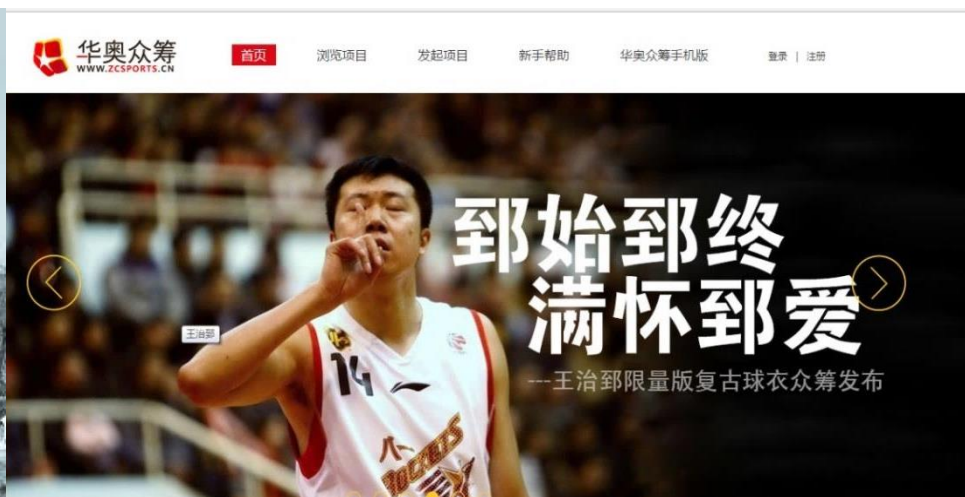 华奥众筹
WWW.ZCSPORTS.CN
首页 浏览项目 发起项目 新手帮助 华奥众筹手机版 登录 | 注册
郅始郅终
满怀郅爱
---王治郅限量版复古球衣众筹发布
王治郅
14
八一
ROCKETS